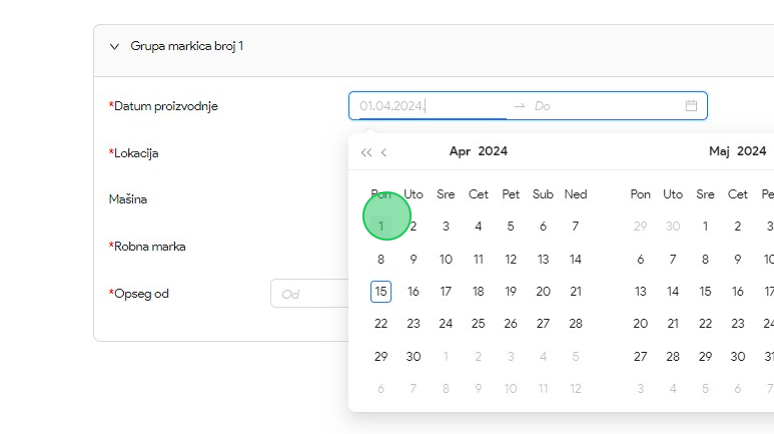 Grupa markica broj 1
*Datum proizvodnje 01.04.2024. → Do
« ‹ Apr 2024 Maj 2024
*Lokacija
Pon Uto Sre Cet Pet Sub Ned Pon Uto Sre Cet
Mašina
1 2 3 4 5 6 7 29 30 1 2 3
*Robna marka
8 9 10 11 12 13 14 6 7 8 9 10
*Opseg od Od
15 16 17 18 19 20 21 13 14 15 16
22 23 24 25 26 27 28 20 21 22 23
29 30 1 2 3 4 5 27 28 29 30 31
6 7 8 9 10 11 12 3 4 5 6 7